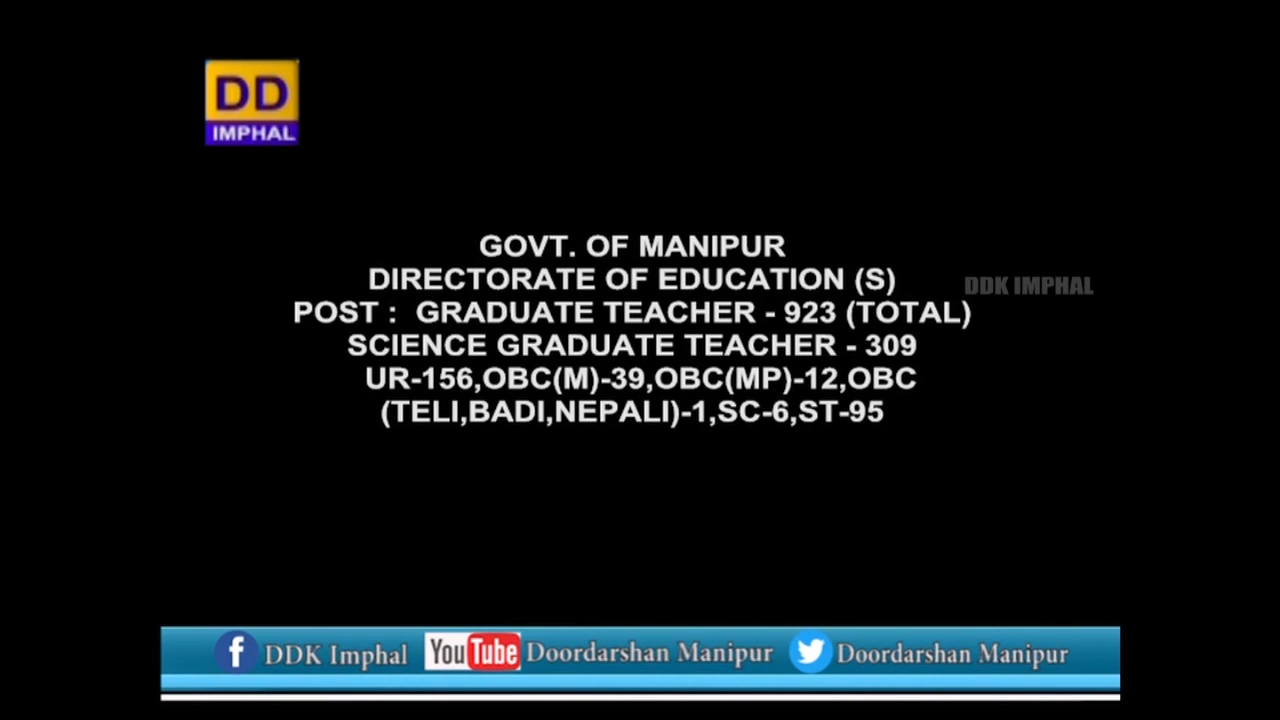 DD
IMPHAL
GOVT. OF MANIPUR
DIRECTORATE OF EDUCATION (S)
DDK IMPHAL
POST :  GRADUATE TEACHER - 923 (TOTAL)
SCIENCE GRADUATE TEACHER - 309
UR-156,OBC(M)-39,OBC(MP)-12,OBC
(TELI,BADI,NEPALI)-1,SC-6,ST-95
f DDK Imphal YouTube Doordarshan Manipur Doordarshan Manipur